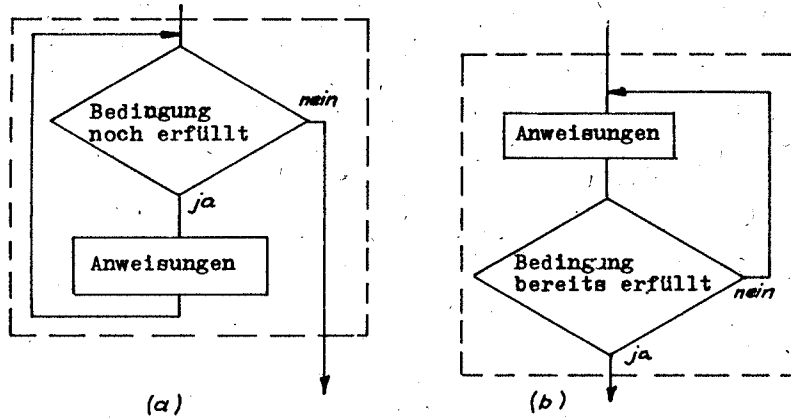 Bedingung
noch erfüllt
nein
ja
Anweisungen
(a)
Anweisungen
Bedingung
bereits erfüllt
nein
ja
(b)